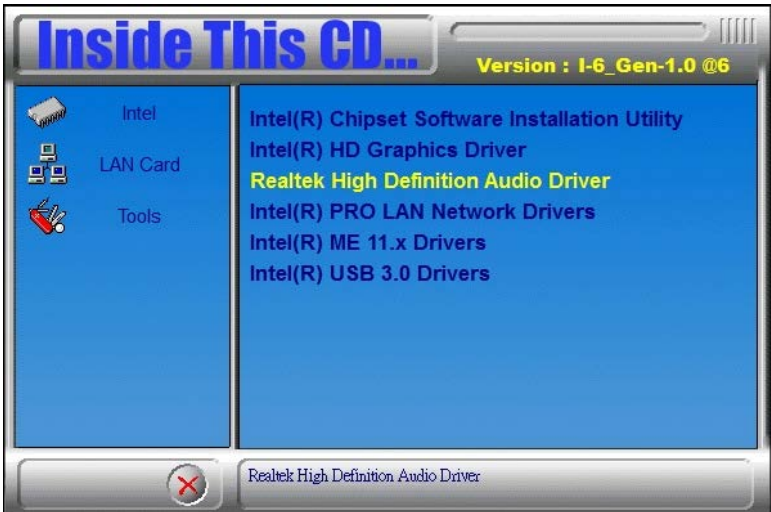 Inside This CD...
Version : I-6_Gen-1.0 @6
Intel
LAN Card
Tools
Intel(R) Chipset Software Installation Utility
Intel(R) HD Graphics Driver
Realtek High Definition Audio Driver
Intel(R) PRO LAN Network Drivers
Intel(R) ME 11.x Drivers
Intel(R) USB 3.0 Drivers
Realtek High Definition Audio Driver